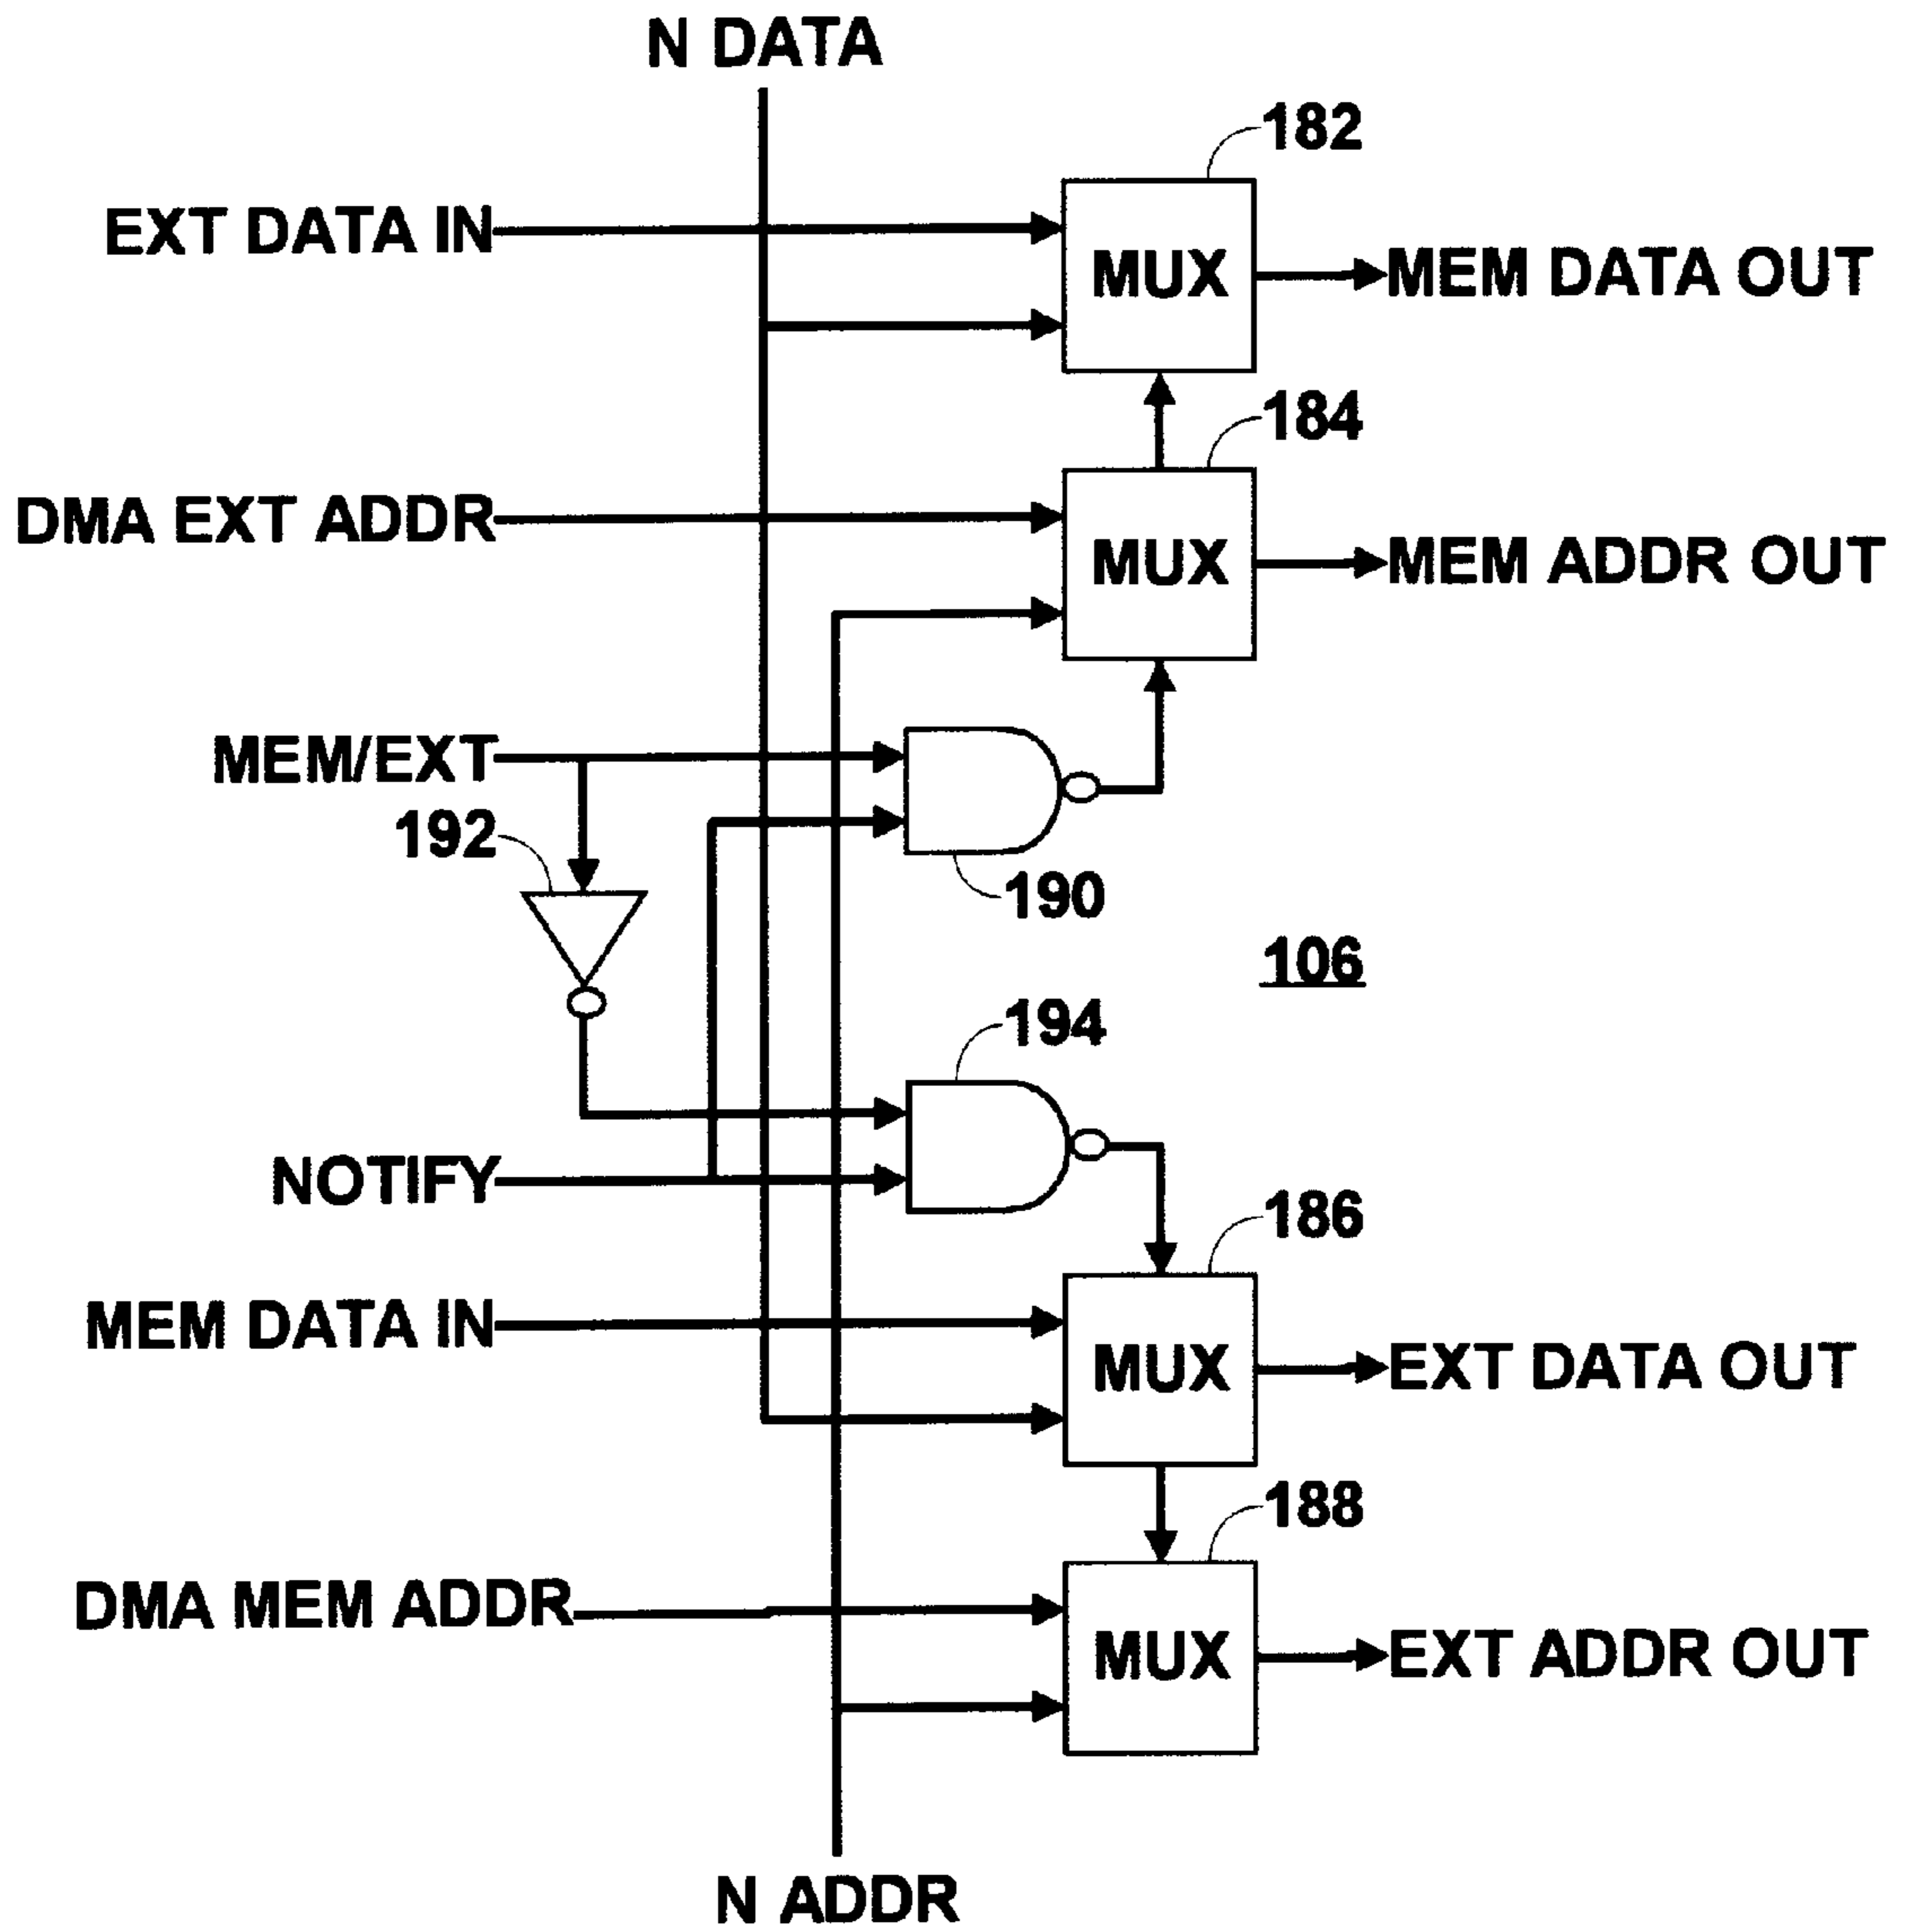 N DATA
182
EXT DATA IN
MUX
MEM DATA OUT
184
DMA EXT ADDR
MUX
MEM ADDR OUT
MEM/EXT
192
190
106
194
NOTIFY
186
MEM DATA IN
MUX
EXT DATA OUT
188
DMA MEM ADDR
MUX
EXT ADDR OUT
N ADDR